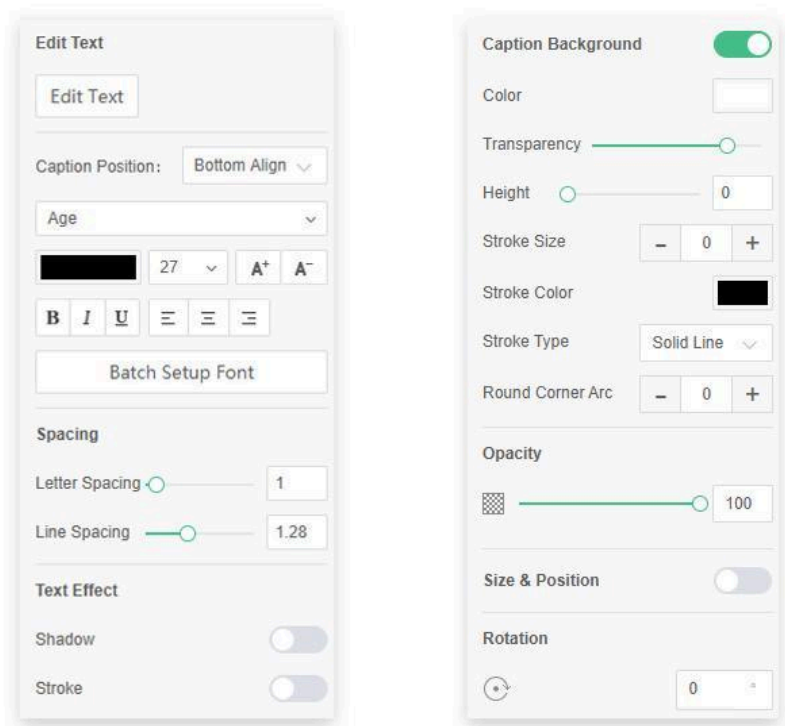 Edit Text
Edit Text
Caption Position:
Bottom Align
Age
27
A+ A-
B I U
Batch Setup Font
Spacing
Letter Spacing 1
Line Spacing 1.28
Text Effect
Shadow
Stroke
Caption Background
Color
Transparency
Height 0
Stroke Size - 0 +
Stroke Color
Stroke Type Solid Line
Round Corner Arc - 0 +
Opacity
100
Size & Position
Rotation
0 °